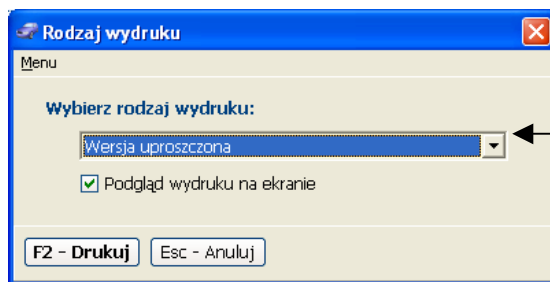 Rodzaj wydruku
Menu
Wybierz rodzaj wydruku:
Wersja uproszczona
Podgląd wydruku na ekranie
F2 - Drukuj Esc - Anuluj